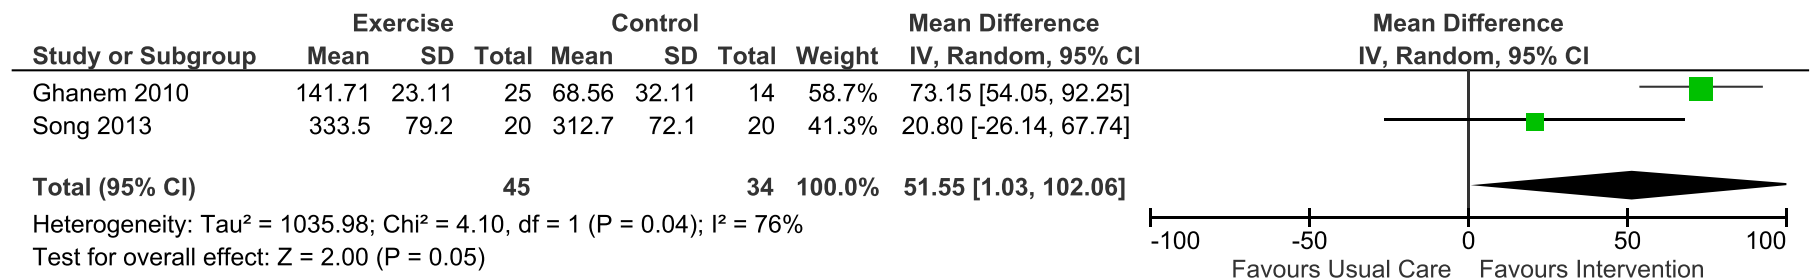 Exercise Control Mean Difference Mean Difference
Study or Subgroup Mean SD Total Mean SD Total Weight IV, Random, 95% CI IV, Random, 95% CI
Ghanem 2010 141.71 23.11 25 68.56 32.11 14 58.7% 73.15 [54.05, 92.25]
Song 2013 333.5 79.2 20 312.7 72.1 20 41.3% 20.80 [-26.14, 67.74]
Total (95% CI) 45 34 100.0% 51.55 [1.03, 102.06]
Heterogeneity: Tau² = 1035.98; Chi² = 4.10, df = 1 (P = 0.04); I² = 76%
Test for overall effect: Z = 2.00 (P = 0.05)
-100 -50 0 50 100
Favours Usual Care Favours Intervention